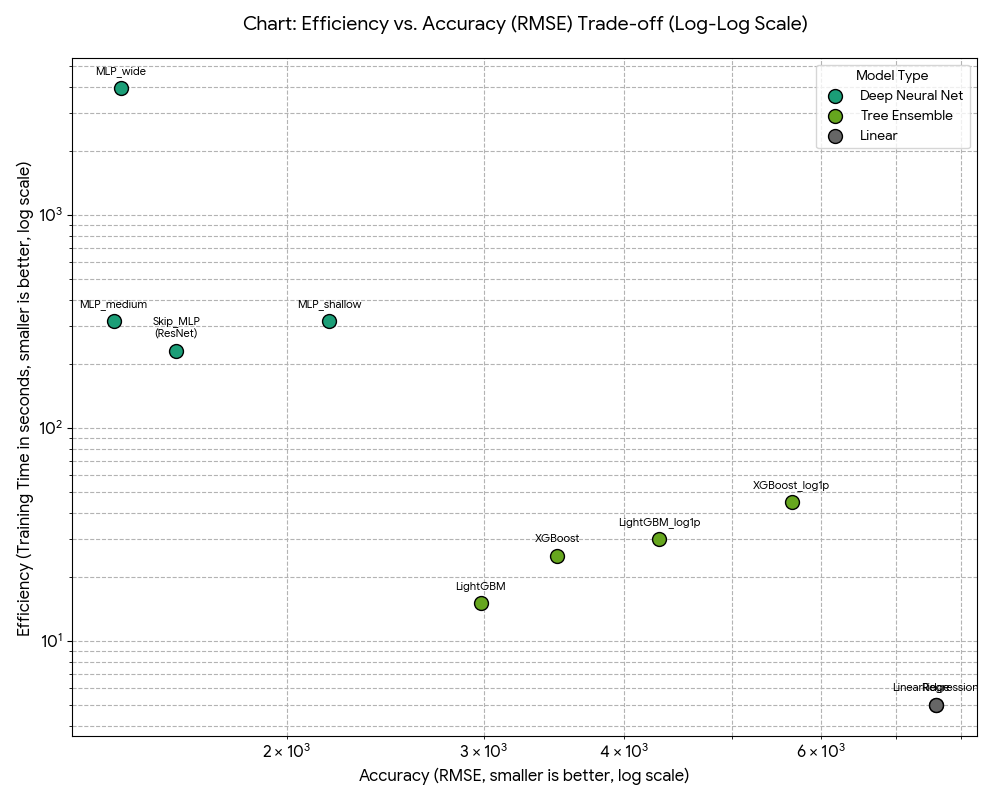 Chart: Efficiency vs. Accuracy (RMSE) Trade-off (Log-Log Scale)
Model Type
Deep Neural Net
Tree Ensemble
Linear
MLP_wide
MLP_medium
Skip_MLP
(ResNet)
MLP_shallow
XGBoost_log1p
LightGBM_log1p
XGBoost
LightGBM
LinearRegression
Ridge
Efficiency (Training Time in seconds, smaller is better, log scale)
10³
10²
10¹
2 × 10³ 3 × 10³ 4 × 10³ 6 × 10³
Accuracy (RMSE, smaller is better, log scale)